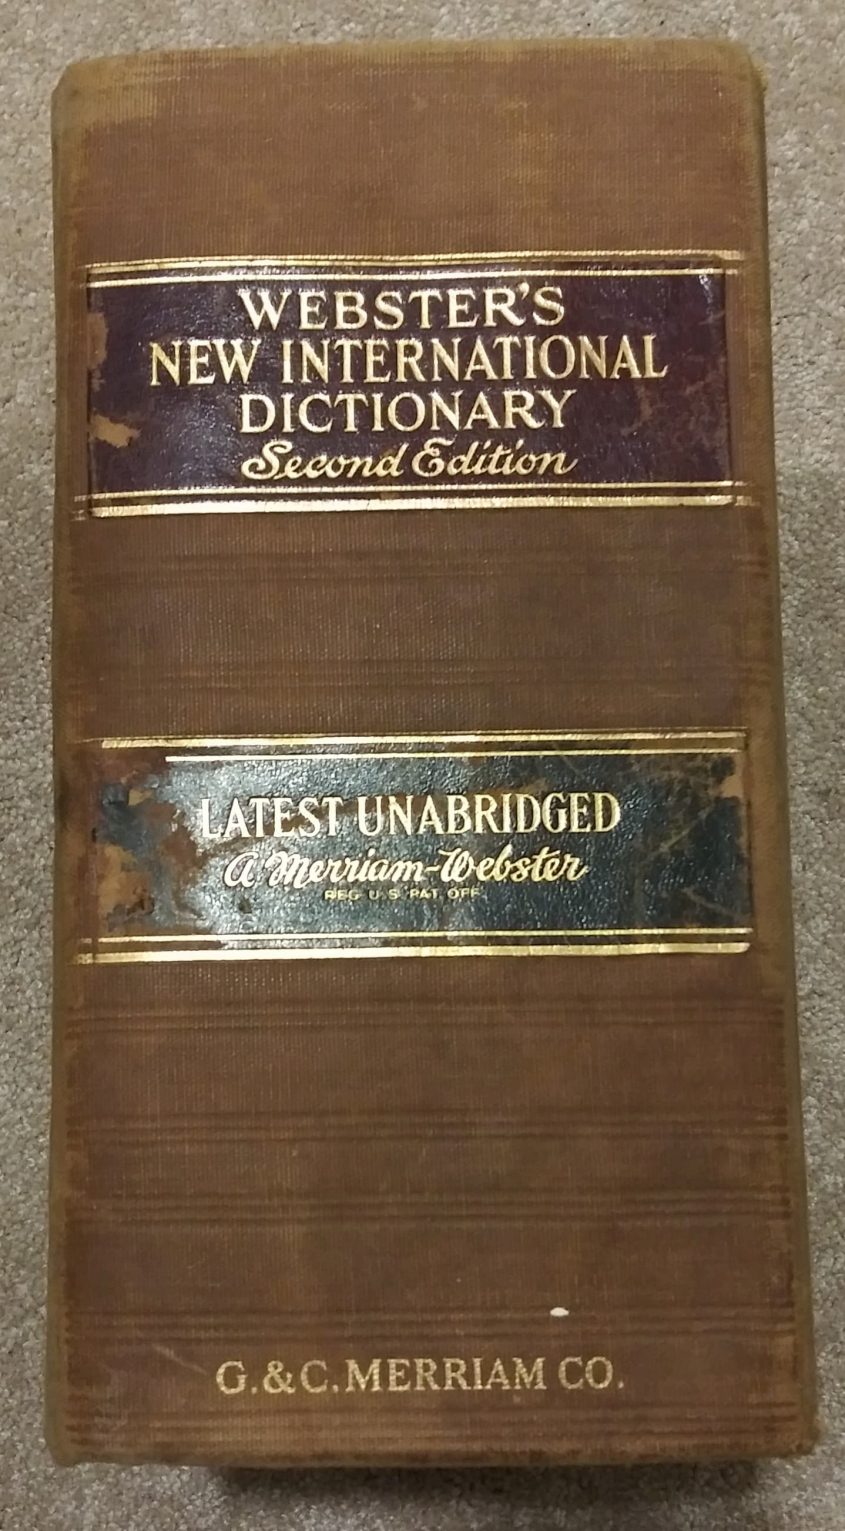 WEBSTER'S
NEW INTERNATIONAL
DICTIONARY
Second Edition
LATEST UNABRIDGED
A Merriam-Webster
REG. U.S. PAT. OFF.
G. & C. MERRIAM CO.